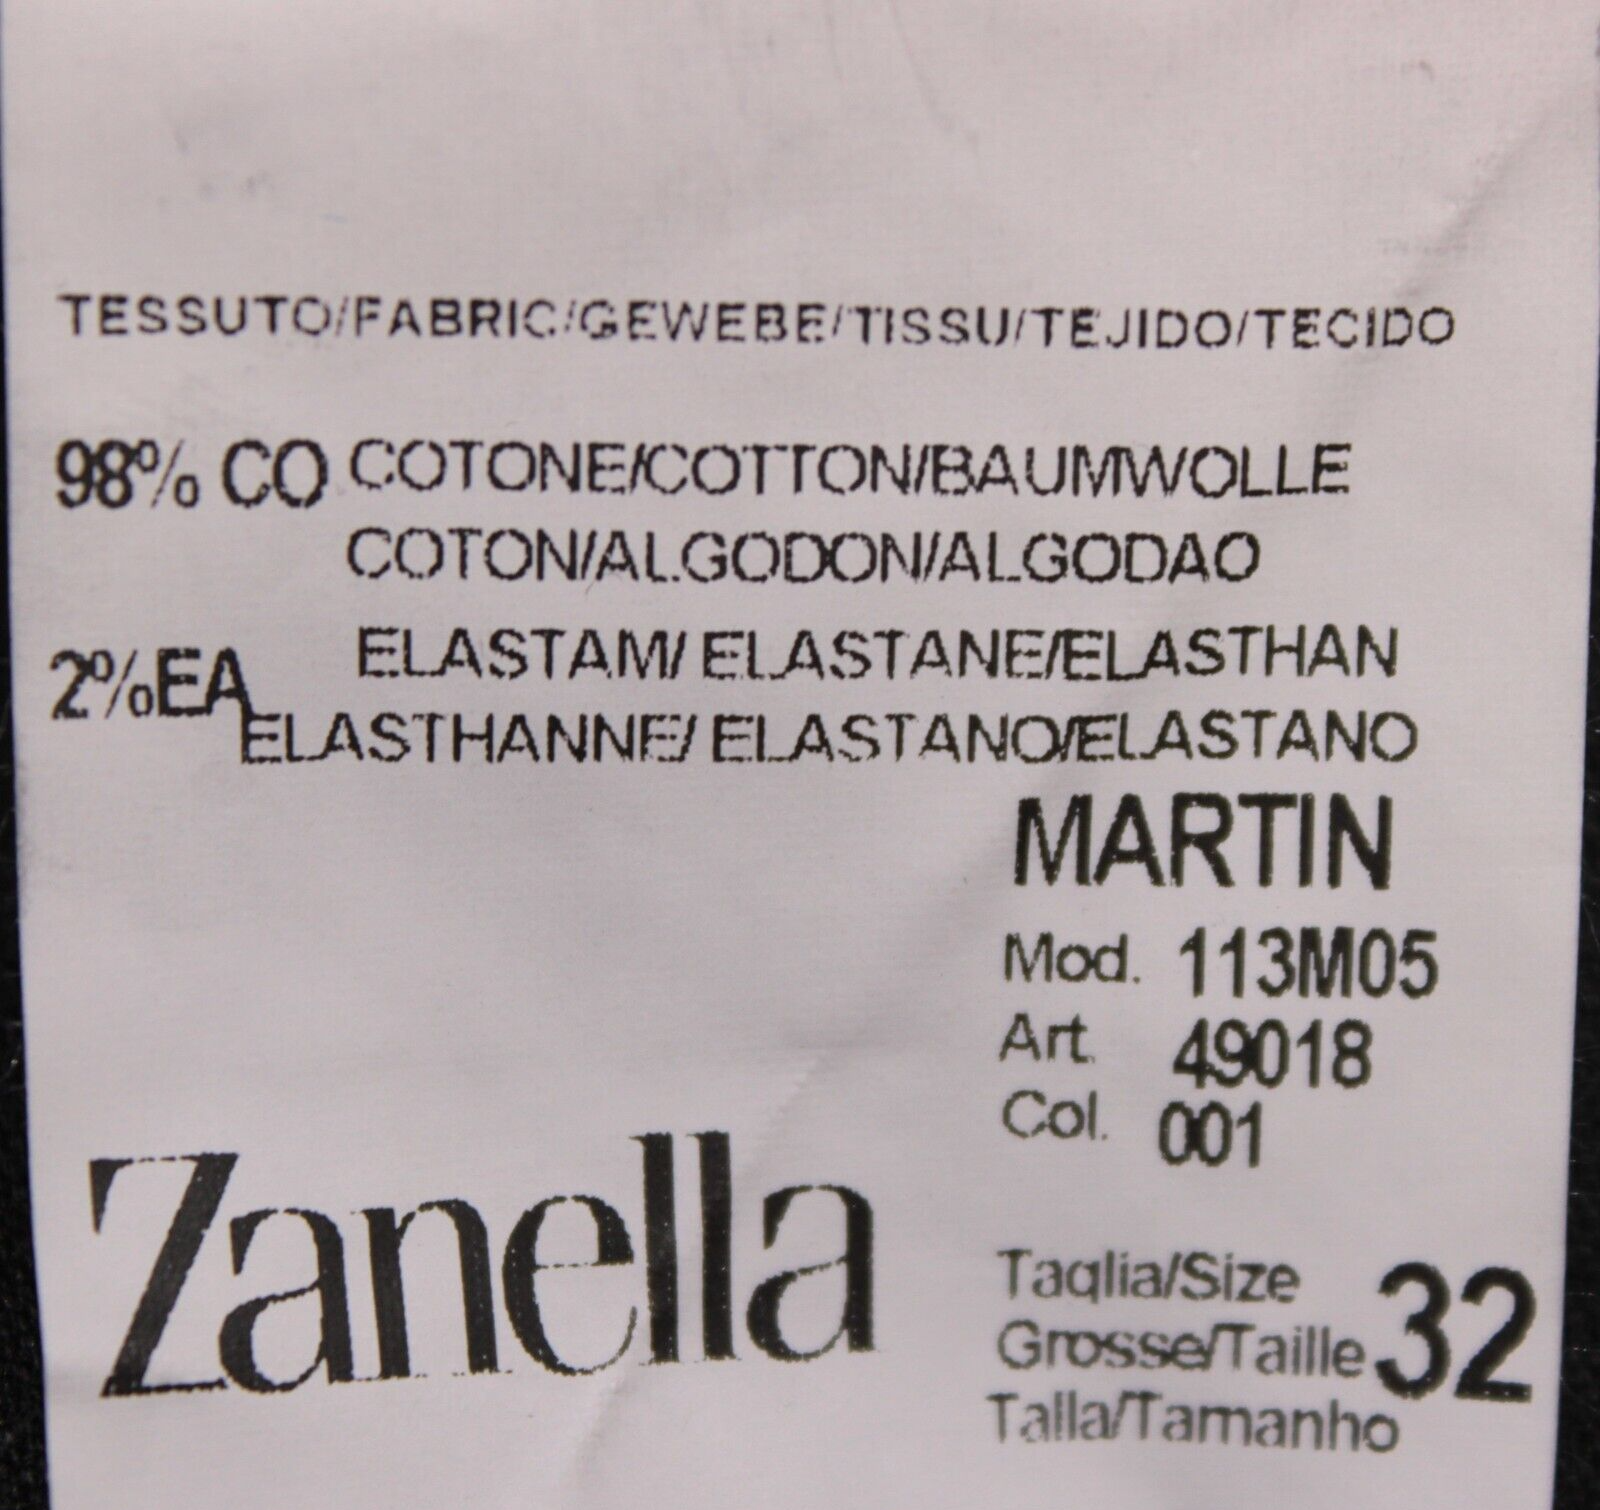 TESSUTO/FABRIC/GEWEBE/TISSU/TEJIDO/TECIDO
98% CO COTONE/COTTON/BAUMWOLLE
COTON/ALGODON/ALGODAO
2%EA ELASTAM/ ELASTANE/ELASTHAN
ELASTHANNE/ ELASTANO/ELASTANO
MARTIN
Mod. 113M05
Art. 49018
Col. 001
Zanella
Taglia/Size
Grosse/Taille 32
Talla/Tamanho